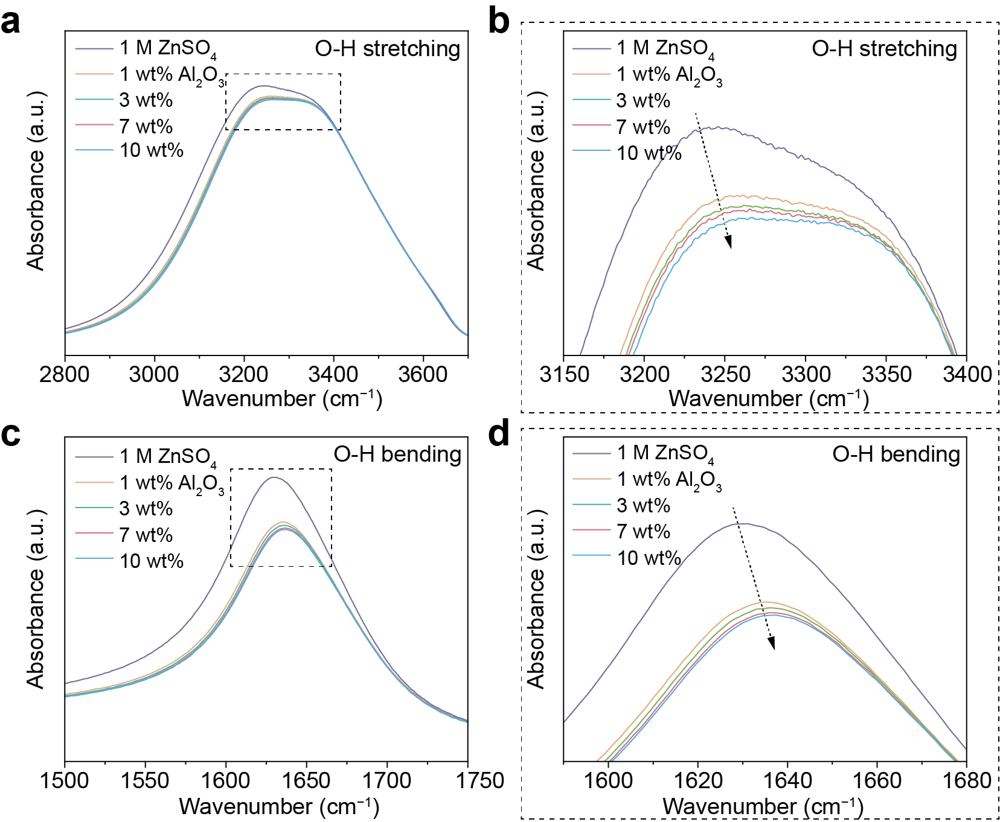 a
1 M ZnSO₄
O-H stretching
1 wt% Al₂O₃
3 wt%
7 wt%
10 wt%
Absorbance (a.u.)
2800 3000 3200 3400 3600
Wavenumber (cm⁻¹)
b
1 M ZnSO₄
O-H stretching
1 wt% Al₂O₃
3 wt%
7 wt%
10 wt%
Absorbance (a.u.)
3150 3200 3250 3300 3350 3400
Wavenumber (cm⁻¹)
c
1 M ZnSO₄
O-H bending
1 wt% Al₂O₃
3 wt%
7 wt%
10 wt%
Absorbance (a.u.)
1500 1550 1600 1650 1700 1750
Wavenumber (cm⁻¹)
d
1 M ZnSO₄
O-H bending
1 wt% Al₂O₃
3 wt%
7 wt%
10 wt%
Absorbance (a.u.)
1600 1620 1640 1660 1680
Wavenumber (cm⁻¹)